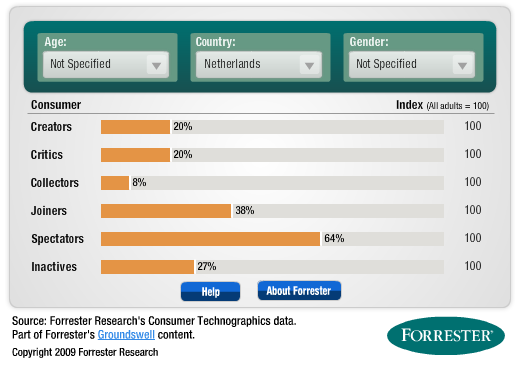 Age: Country: Gender:
Not Specified Netherlands Not Specified
Consumer Index (All adults = 100)
Creators 20% 100
Critics 20% 100
Collectors 8% 100
Joiners 38% 100
Spectators 64% 100
Inactives 27% 100
Help About Forrester
Source: Forrester Research's Consumer Technographics data.
Part of Forrester's Groundswell content.
Copyright 2009 Forrester Research
FORRESTER®